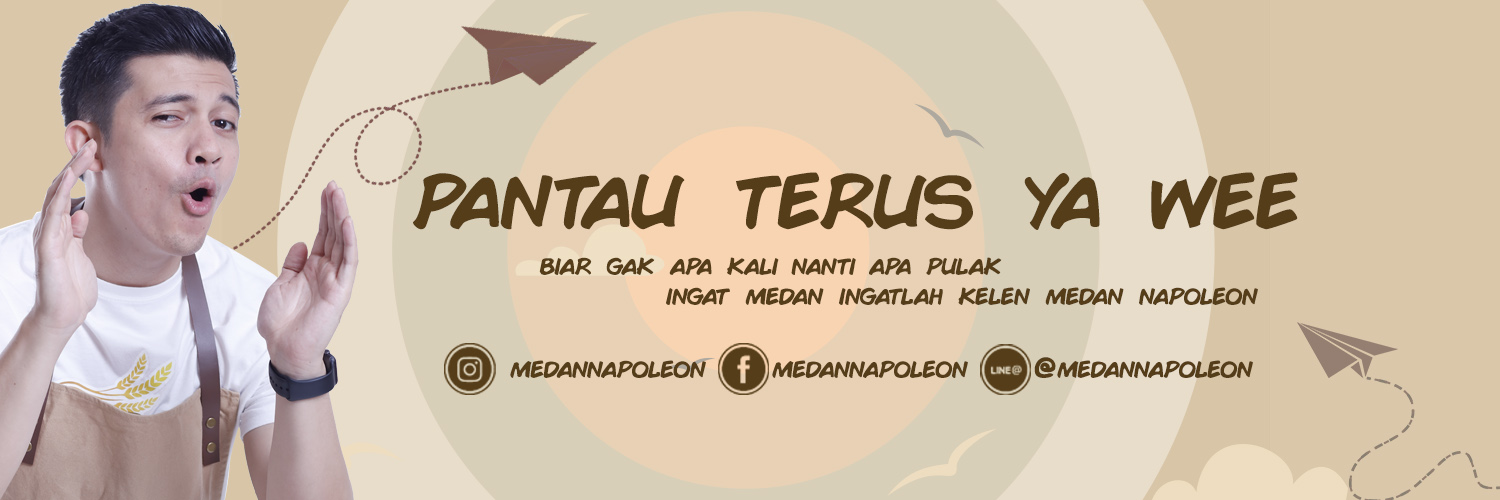 PANTAU TERUS YA WEE
BIAR GAK APA KALI NANTI APA PULAK
INGAT MEDAN INGATLAH KELEN MEDAN NAPOLEON
MEDANNAPOLEON f MEDANNAPOLEON LINE@ @MEDANNAPOLEON